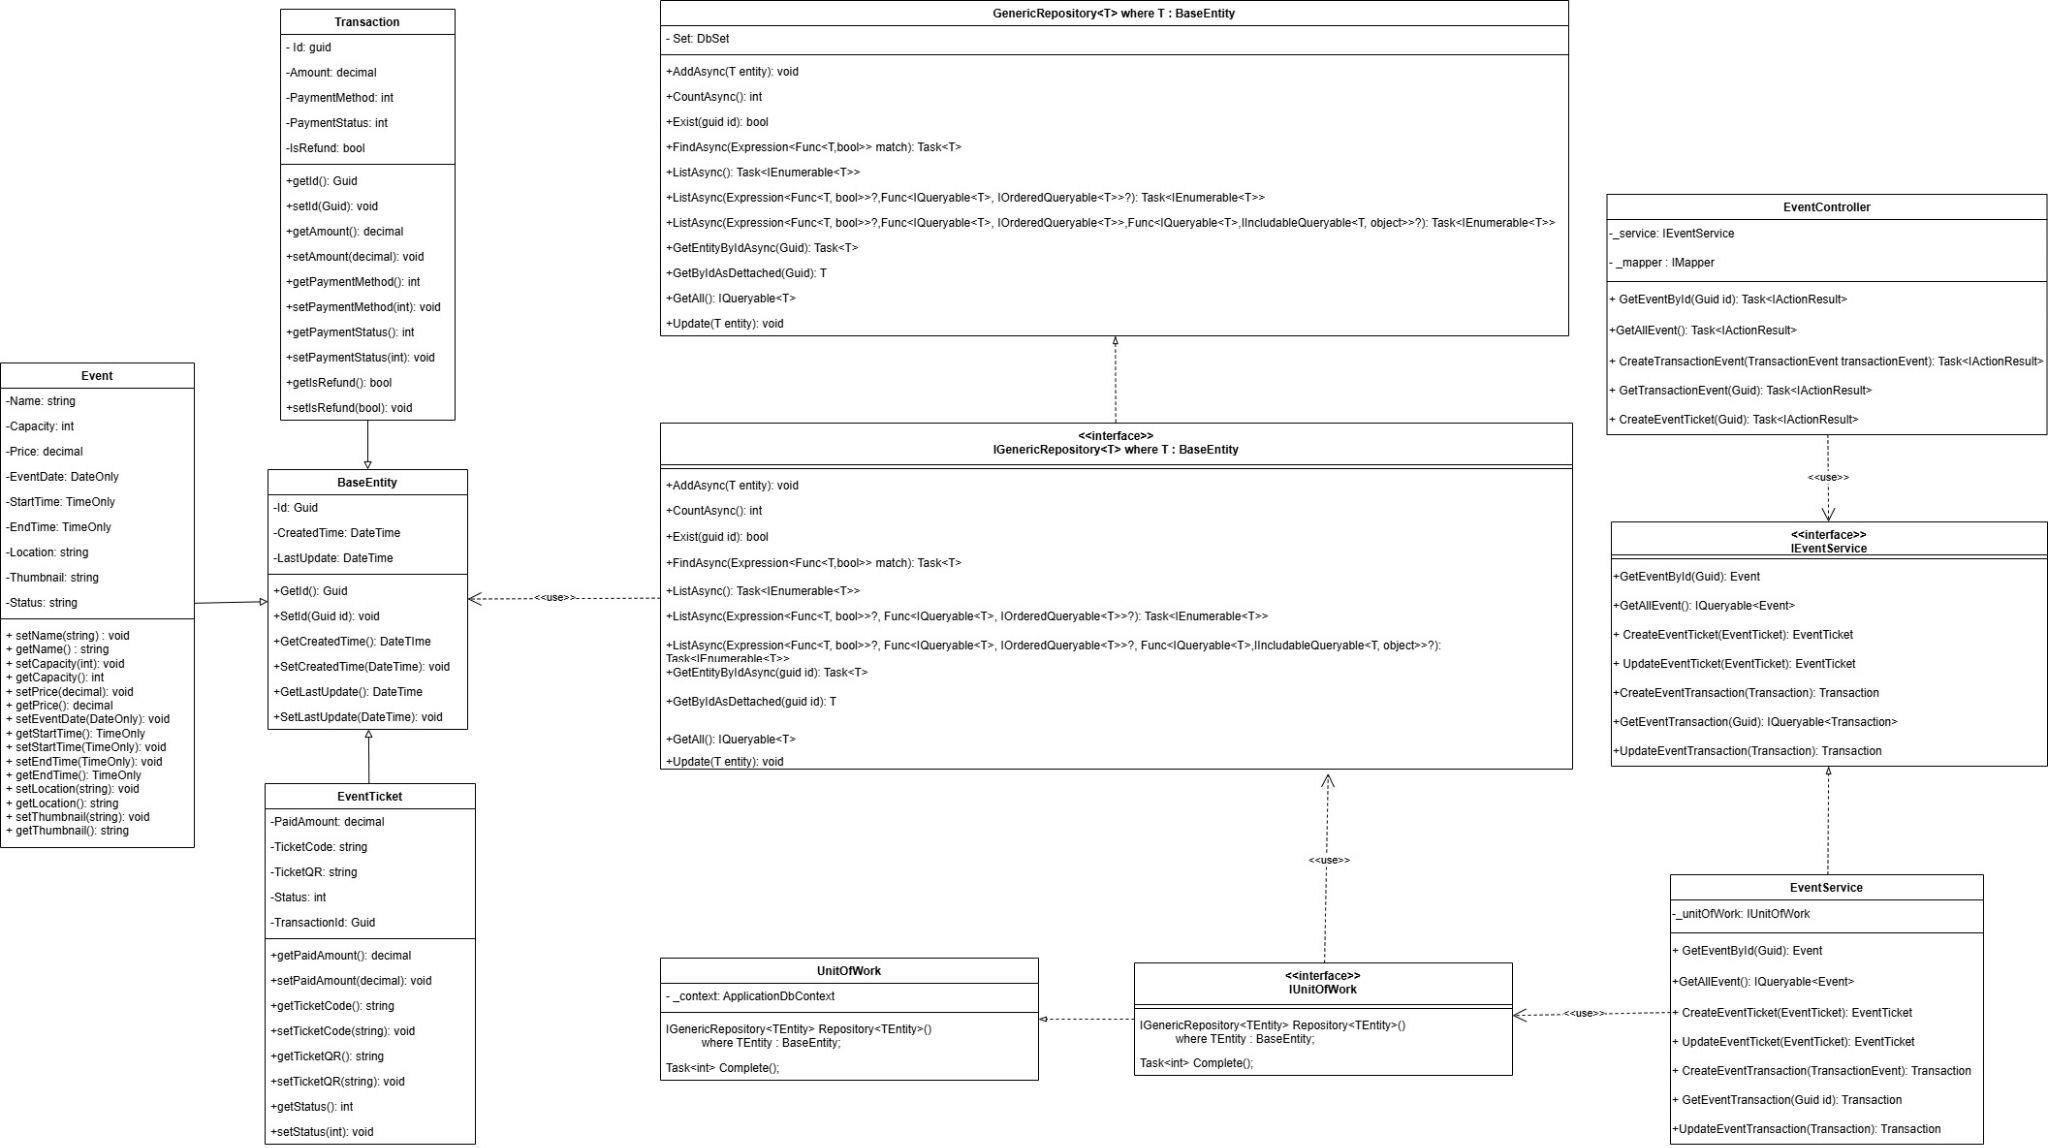 Transaction
- Id: guid
-Amount: decimal
-PaymentMethod: int
-PaymentStatus: int
-IsRefund: bool
+getId(): Guid
+setId(Guid): void
+getAmount(): decimal
+setAmount(decimal): void
+getPaymentMethod(): int
+setPaymentMethod(int): void
+getPaymentStatus(): int
+setPaymentStatus(int): void
+getIsRefund(): bool
+setIsRefund(bool): void
Event
-Name: string
-Capacity: int
-Price: decimal
-EventDate: DateOnly
-StartTime: TimeOnly
-EndTime: TimeOnly
-Location: string
-Thumbnail: string
-Status: string
+ setName(string) : void
+ getName() : string
+ setCapacity(int): void
+ getCapacity(): int
+ setPrice(decimal): void
+ getPrice(): decimal
+ setEventDate(DateOnly): void
+ getStartTime(): TimeOnly
+ setStartTime(TimeOnly): void
+ setEndTime(TimeOnly): void
+ getEndTime(): TimeOnly
+ setLocation(string): void
+ getLocation(): string
+ setThumbnail(string): void
+ getThumbnail(): string
BaseEntity
-Id: Guid
-CreatedTime: DateTime
-LastUpdate: DateTime
+GetId(): Guid
+SetId(Guid id): void
+GetCreatedTime(): DateTIme
+SetCreatedTime(DateTime): void
+GetLastUpdate(): DateTime
+SetLastUpdate(DateTime): void
EventTicket
-PaidAmount: decimal
-TicketCode: string
-TicketQR: string
-Status: int
-TransactionId: Guid
+getPaidAmount(): decimal
+setPaidAmount(decimal): void
+getTicketCode(): string
+setTicketCode(string): void
+getTicketQR(): string
+setTicketQR(string): void
+getStatus(): int
+setStatus(int): void
GenericRepository<T> where T : BaseEntity
- Set: DbSet
+AddAsync(T entity): void
+CountAsync(): int
+Exist(guid id): bool
+FindAsync(Expression<Func<T,bool>> match): Task<T>
+ListAsync(): Task<IEnumerable<T>>
+ListAsync(Expression<Func<T, bool>>?,Func<IQueryable<T>, IOrderedQueryable<T>>?): Task<IEnumerable<T>>
+ListAsync(Expression<Func<T, bool>>?,Func<IQueryable<T>, IOrderedQueryable<T>>,Func<IQueryable<T>,IIncludableQueryable<T, object>>?): Task<IEnumerable<T>>
+GetEntityByIdAsync(Guid): Task<T>
+GetByIdAsDettached(Guid): T
+GetAll(): IQueryable<T>
+Update(T entity): void
<<interface>>
IGenericRepository<T> where T : BaseEntity
+AddAsync(T entity): void
+CountAsync(): int
+Exist(guid id): bool
+FindAsync(Expression<Func<T,bool>> match): Task<T>
+ListAsync(): Task<IEnumerable<T>>
+ListAsync(Expression<Func<T, bool>>?, Func<IQueryable<T>, IOrderedQueryable<T>>?): Task<IEnumerable<T>>
+ListAsync(Expression<Func<T, bool>>?, Func<IQueryable<T>, IOrderedQueryable<T>>?, Func<IQueryable<T>,IIncludableQueryable<T, object>>?):
Task<IEnumerable<T>>
+GetEntityByIdAsync(guid id): Task<T>
+GetByIdAsDettached(guid id): T
+GetAll(): IQueryable<T>
+Update(T entity): void
<<use>>
<<use>>
UnitOfWork
- _context: ApplicationDbContext
IGenericRepository<TEntity> Repository<TEntity>()
where TEntity : BaseEntity;
Task<int> Complete();
<<interface>>
IUnitOfWork
IGenericRepository<TEntity> Repository<TEntity>()
where TEntity : BaseEntity;
Task<int> Complete();
<<use>>
EventController
-_service: IEventService
- _mapper : IMapper
+ GetEventById(Guid id): Task<IActionResult>
+GetAllEvent(): Task<IActionResult>
+ CreateTransactionEvent(TransactionEvent transactionEvent): Task<IActionResult>
+ GetTransactionEvent(Guid): Task<IActionResult>
+ CreateEventTicket(Guid): Task<IActionResult>
<<use>>
<<interface>>
IEventService
+GetEventById(Guid): Event
+GetAllEvent(): IQueryable<Event>
+ CreateEventTicket(EventTicket): EventTicket
+ UpdateEventTicket(EventTicket): EventTicket
+CreateEventTransaction(Transaction): Transaction
+GetEventTransaction(Guid): IQueryable<Transaction>
+UpdateEventTransaction(Transaction): Transaction
EventService
-_unitOfWork: IUnitOfWork
+ GetEventById(Guid): Event
+GetAllEvent(): IQueryable<Event>
+ CreateEventTicket(EventTicket): EventTicket
+ UpdateEventTicket(EventTicket): EventTicket
+ CreateEventTransaction(TransactionEvent): Transaction
+ GetEventTransaction(Guid id): Transaction
+UpdateEventTransaction(Transaction): Transaction